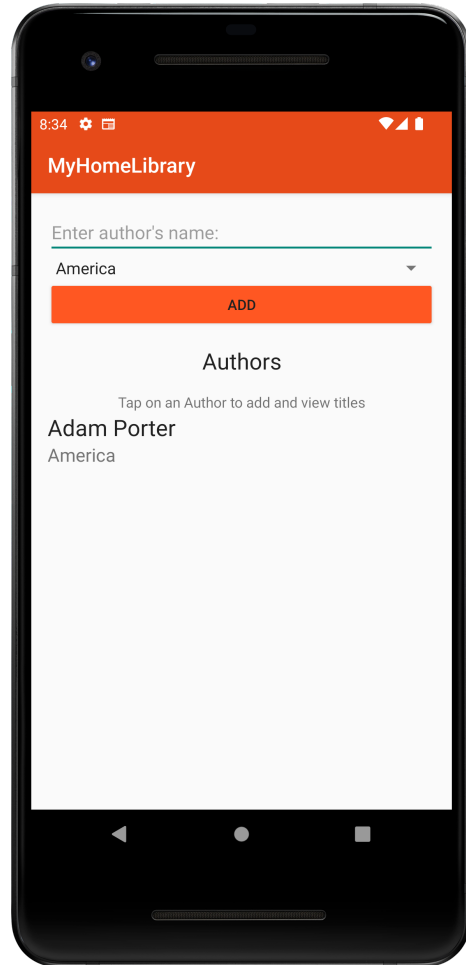 8:34
MyHomeLibrary
Enter author's name:
America
ADD
Authors
Tap on an Author to add and view titles
Adam Porter
America